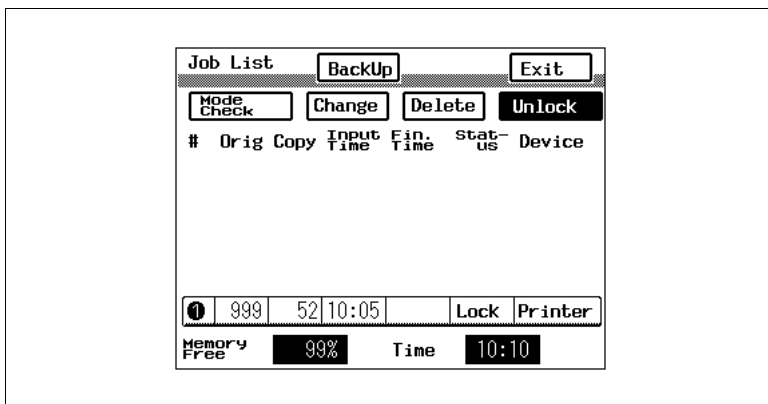 Job List BackUp Exit
Mode Check Change Delete Unlock
# Orig Copy Input Time Fin. Time Stat-us Device
1 999 52 10:05 Lock Printer
Memory Free 99% Time 10:10